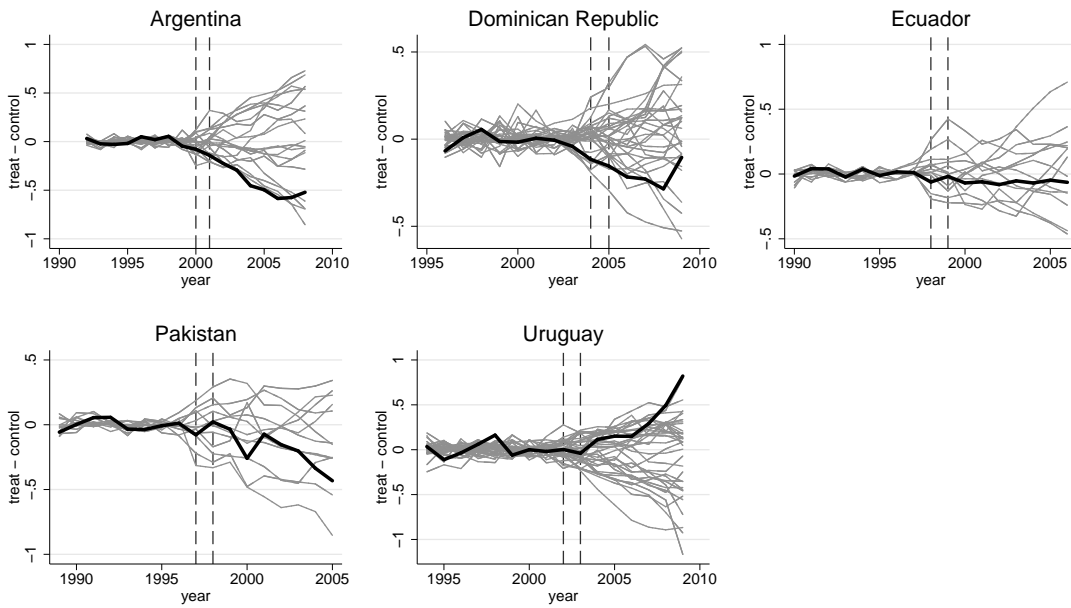 Argentina
treat − control
1
.5
0
−.5
−1
1990 1995 2000 2005 2010
year
Dominican Republic
treat − control
.5
0
−.5
1995 2000 2005 2010
year
Ecuador
treat − control
1
.5
0
−.5
1990 1995 2000 2005
year
Pakistan
treat − control
.5
0
−.5
−1
1990 1995 2000 2005
year
Uruguay
treat − control
1
.5
0
−.5
−1
1995 2000 2005 2010
year